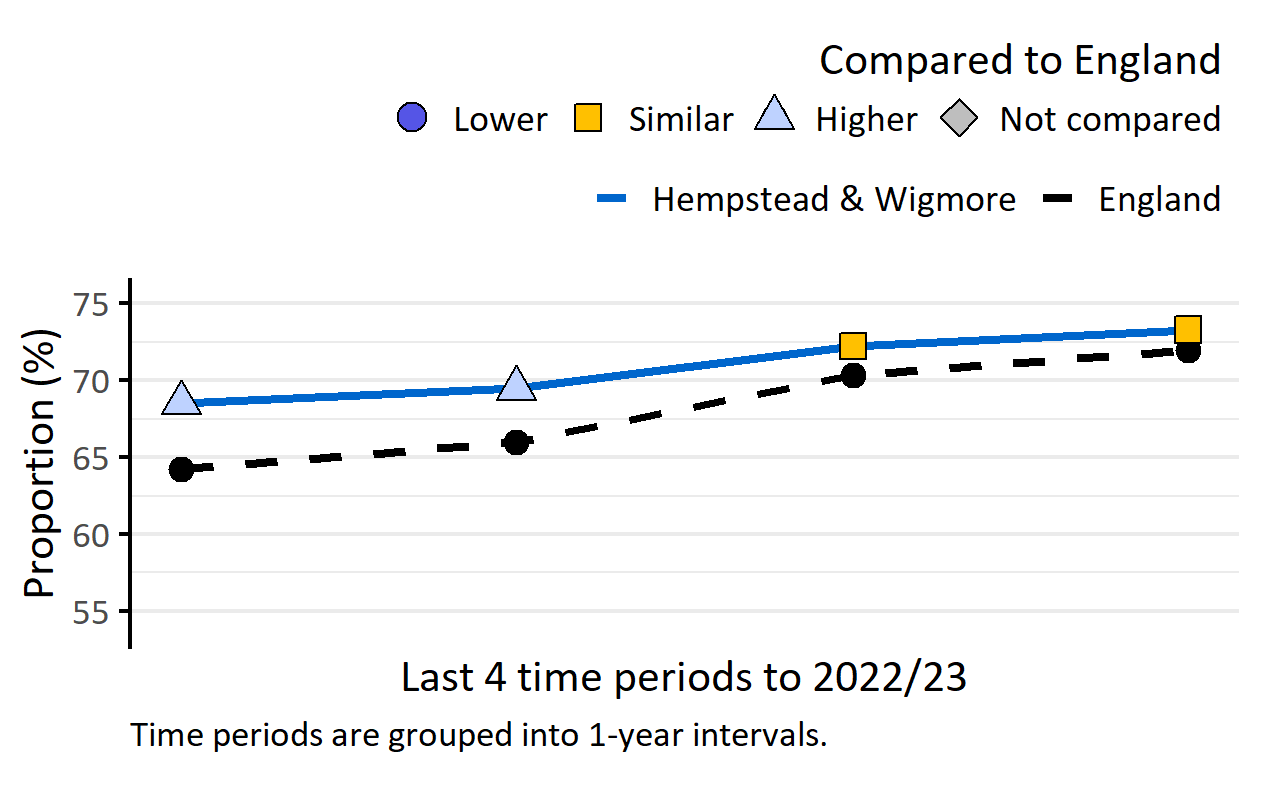 Compared to England
Lower Similar Higher Not compared
Hempstead & Wigmore England
75
70
65
60
55
Proportion (%)
Last 4 time periods to 2022/23
Time periods are grouped into 1-year intervals.